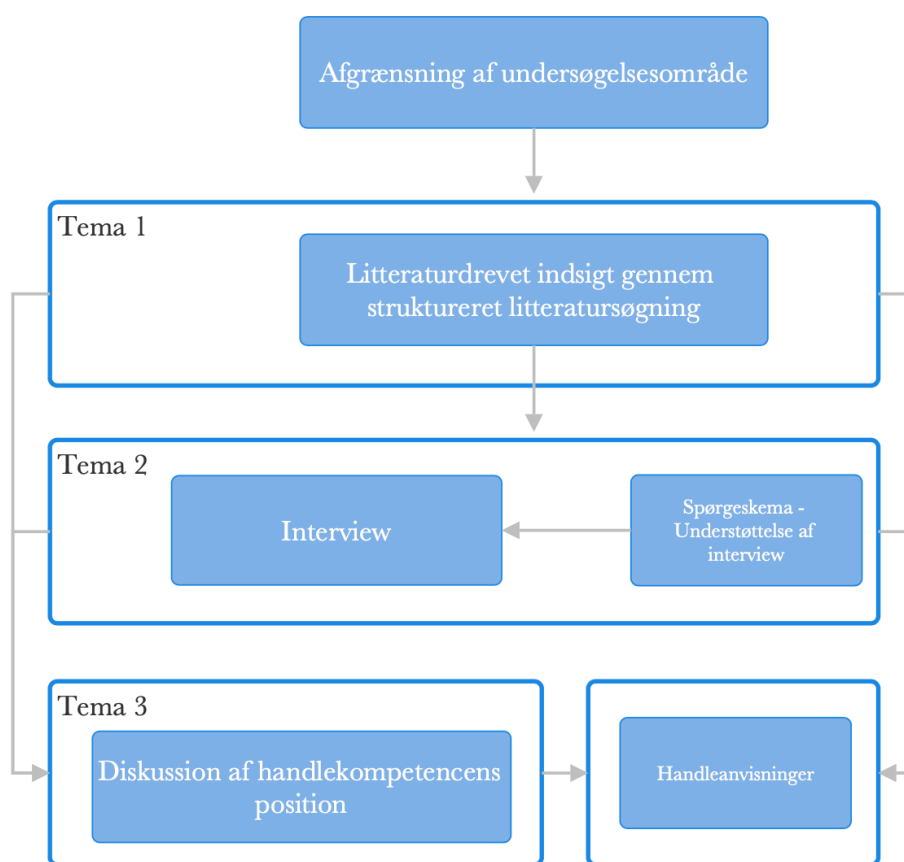 Afgrænsning af undersøgelsesområde
Tema 1
Litteraturdrevet indsigt gennem
struktureret litteratursøgning
Tema 2
Interview
Spørgeskema -
Understøttelse af
interview
Tema 3
Diskussion af handlekompetencens
position
Handleanvisninger